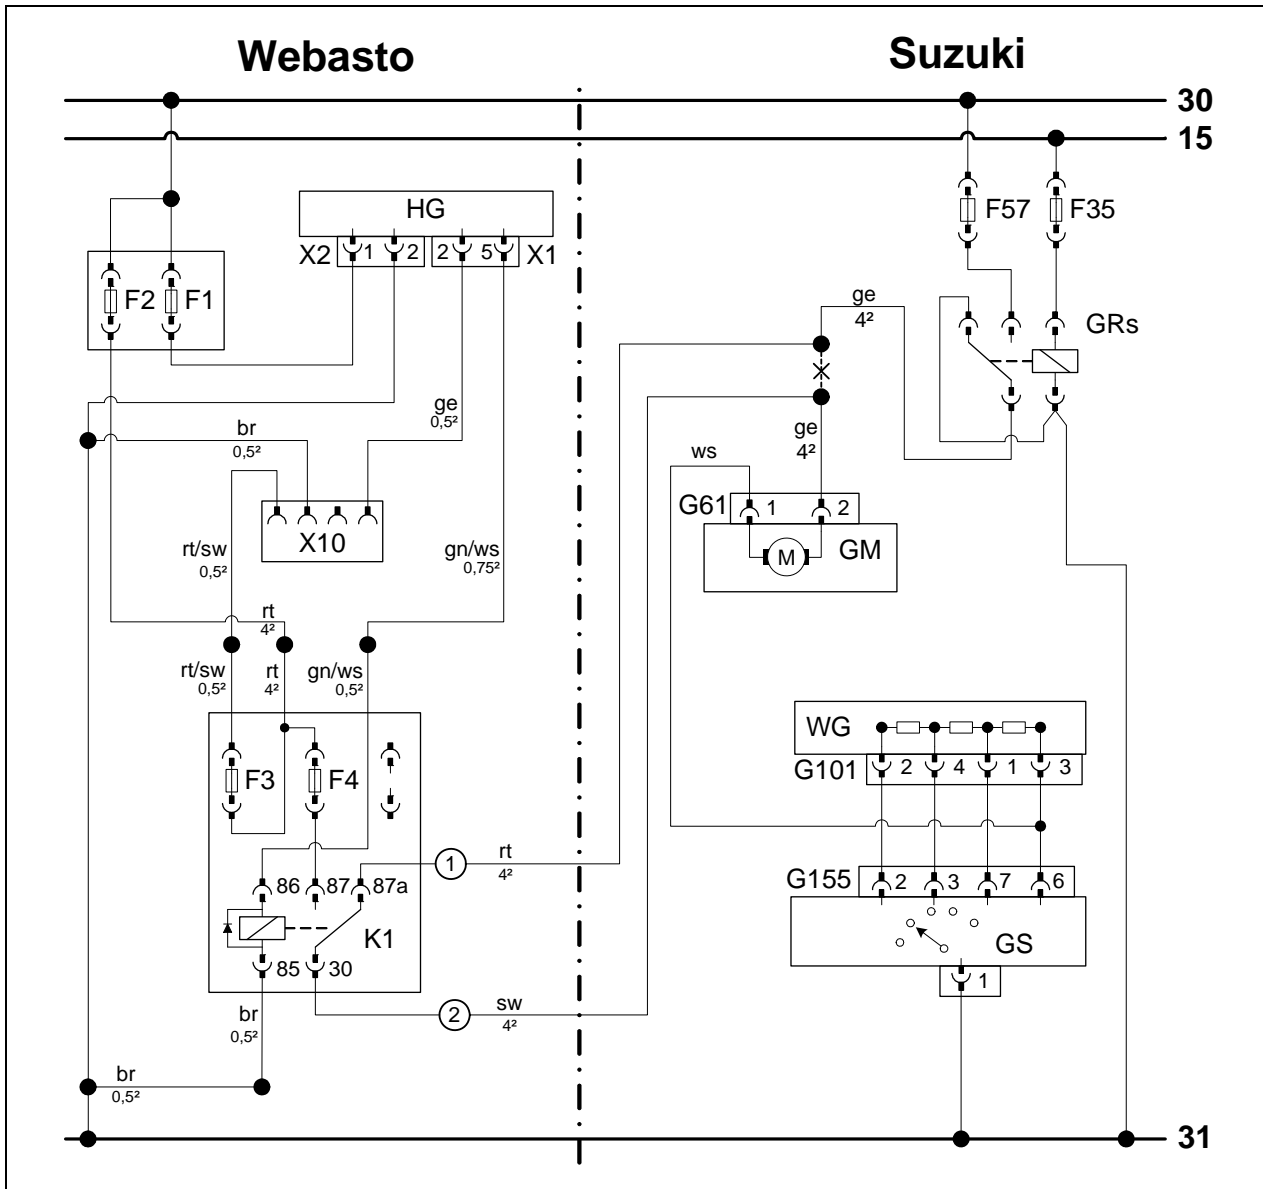 Webasto
Suzuki
30
15
HG
F57
F35
X2
1
2
2
5
X1
F2
F1
ge
4²
GRs
ge
0,5²
br
0,5²
ge
4²
ws
G61
1
2
X10
M
GM
rt/sw
0,5²
gn/ws
0,75²
rt
4²
rt/sw
0,5²
rt
4²
gn/ws
0,5²
WG
G101
2
4
1
3
F3
F4
1
rt
4²
86
87
87a
G155
2
3
7
6
K1
GS
85
30
1
br
0,5²
2
sw
4²
br
0,5²
31